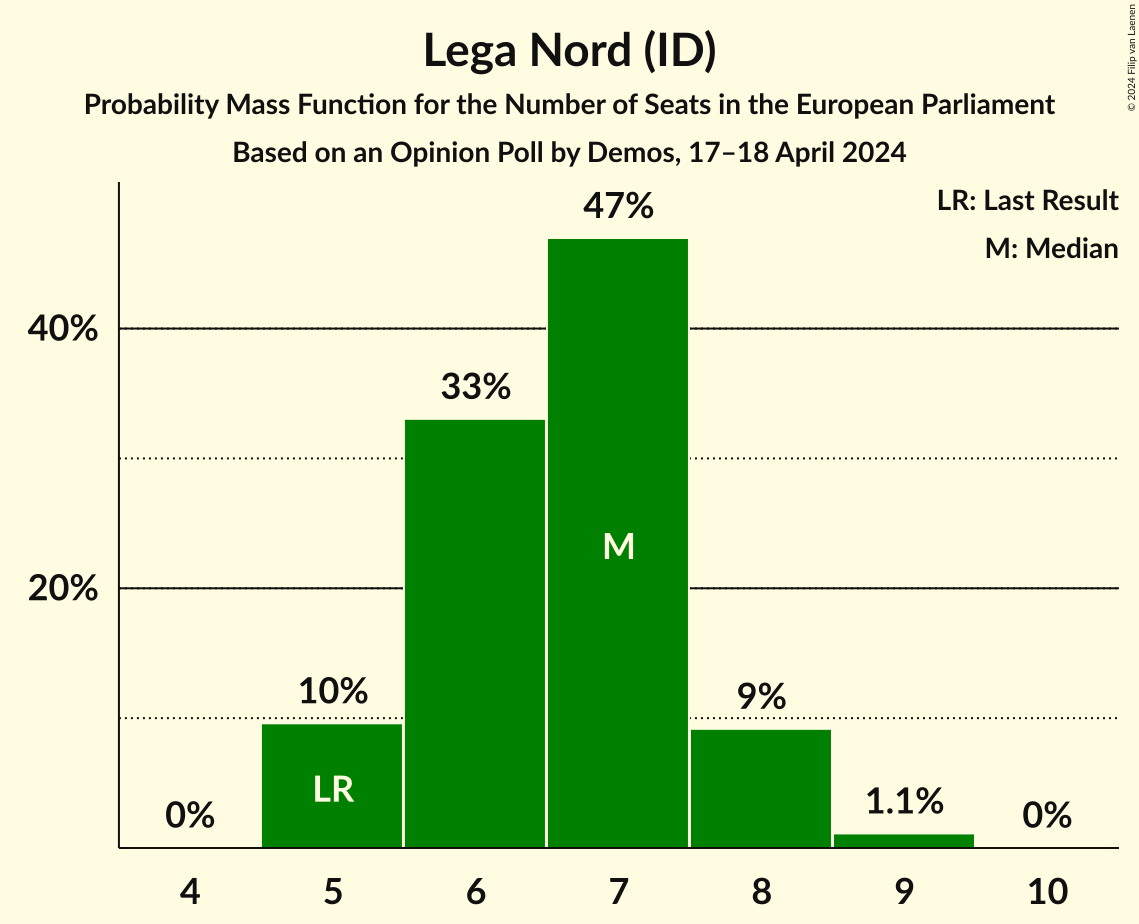 Lega Nord (ID)
Probability Mass Function for the Number of Seats in the European Parliament
Based on an Opinion Poll by Demos, 17–18 April 2024
© 2024 Filip van Laenen
LR: Last Result
M: Median
47%
40%
33%
M
20%
10%
9%
LR
1.1%
0%
0%
4 5 6 7 8 9 10